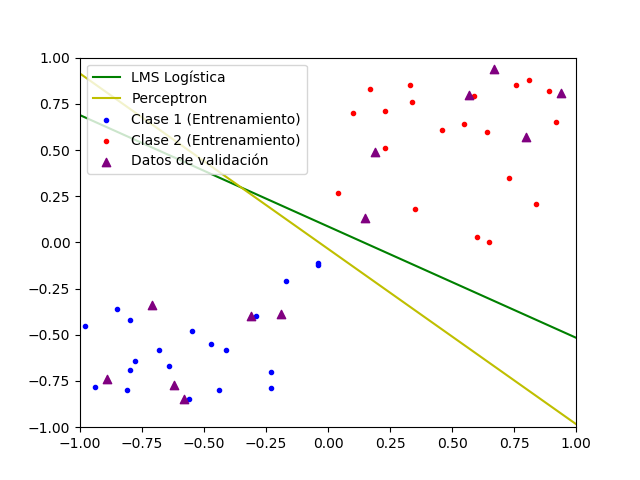 LMS Logística
Perceptron
Clase 1 (Entrenamiento)
Clase 2 (Entrenamiento)
Datos de validación
1.00
0.75
0.50
0.25
0.00
−0.25
−0.50
−0.75
−1.00
−1.00 −0.75 −0.50 −0.25 0.00 0.25 0.50 0.75 1.00